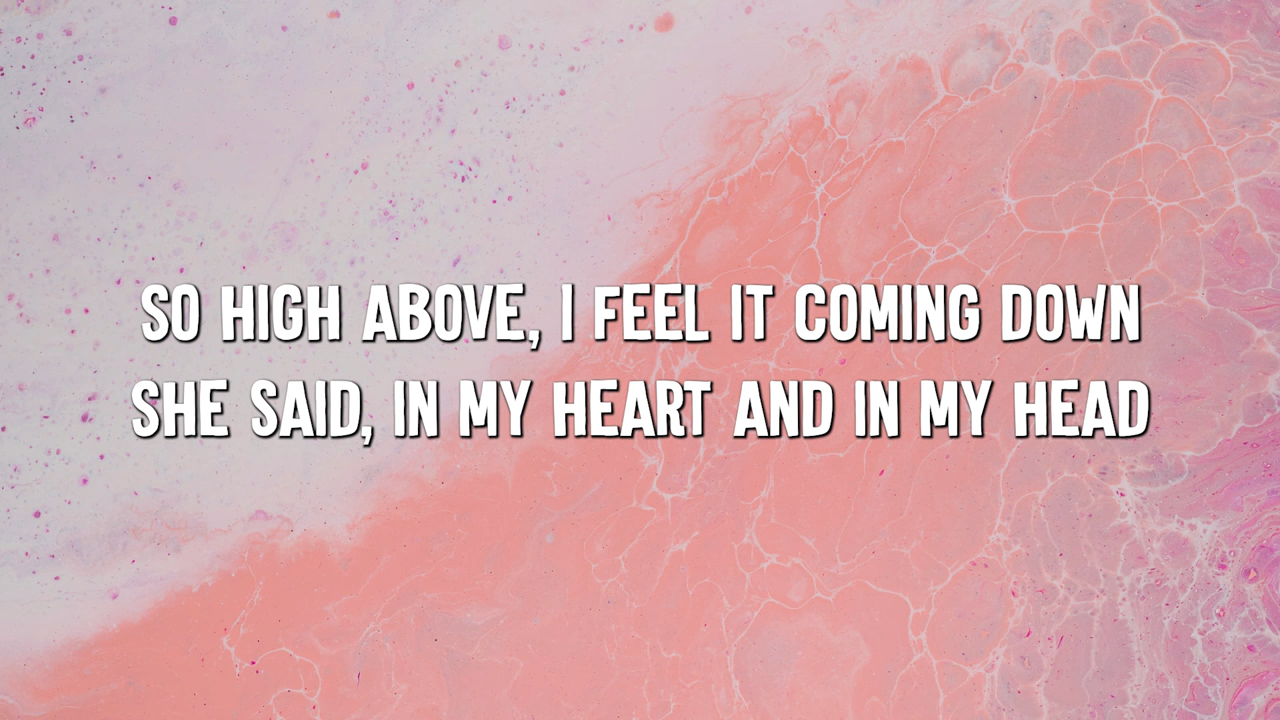 SO HIGH ABOVE, I FEEL IT COMING DOWN
SHE SAID, IN MY HEART AND IN MY HEAD